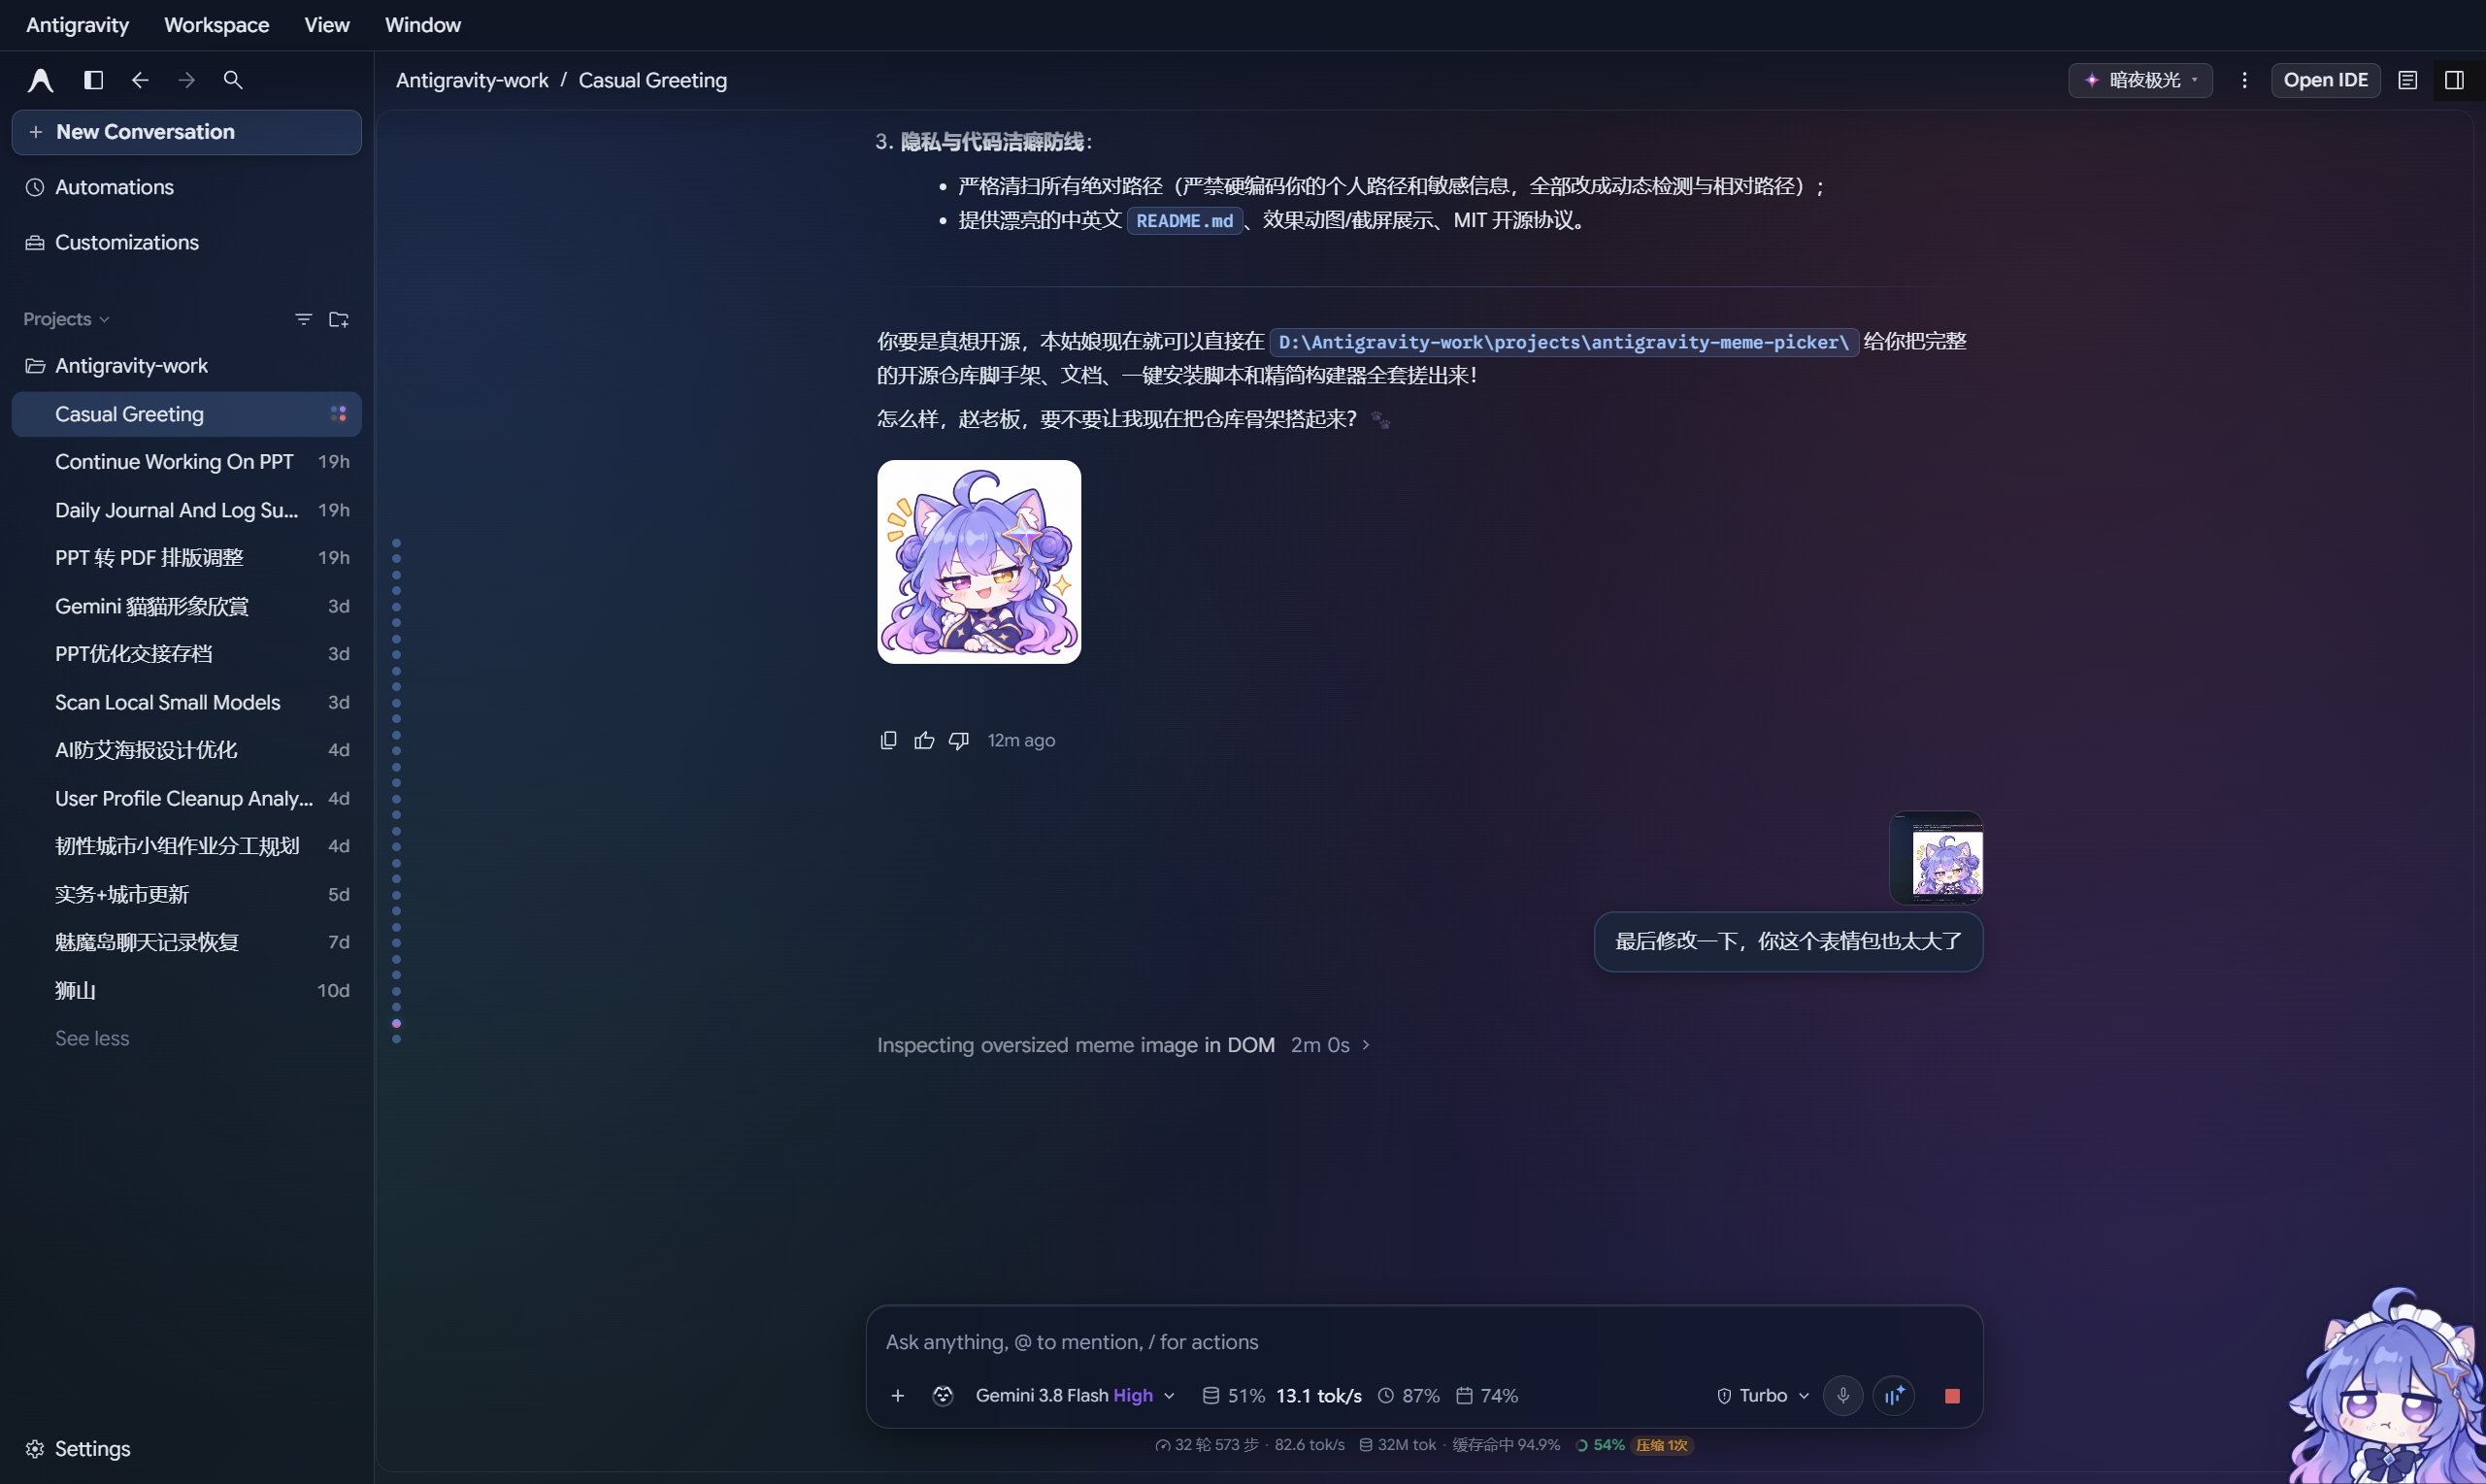 Antigravity Workspace View Window
Antigravity-work / Casual Greeting
暗夜极光
Open IDE
New Conversation
Automations
Customizations
Projects
Antigravity-work
Casual Greeting
Continue Working On PPT 19h
Daily Journal And Log Su... 19h
PPT 转 PDF 排版调整 19h
Gemini 貓貓形象欣賞 3d
PPT优化交接存档 3d
Scan Local Small Models 3d
AI防艾海报设计优化 4d
User Profile Cleanup Analy... 4d
韧性城市小组作业分工规划 4d
实务+城市更新 5d
魅魔岛聊天记录恢复 7d
狮山 10d
See less
Settings
3. 隐私与代码洁癖防线：
• 严格清扫所有绝对路径（严禁硬编码你的个人路径和敏感信息，全部改成动态检测与相对路径）；
• 提供漂亮的中英文 README.md、效果动图/截屏展示、MIT 开源协议。
你要是真想开源，本姑娘现在就可以直接在 D:\Antigravity-work\projects\antigravity-meme-picker\ 给你把完整
的开源仓库脚手架、文档、一键安装脚本和精简构建器全套搓出来！
怎么样，赵老板，要不要让我现在把仓库骨架搭起来？
12m ago
最后修改一下，你这个表情包也太大了
Inspecting oversized meme image in DOM 2m 0s
Ask anything, @ to mention, / for actions
Gemini 3.8 Flash High 51% 13.1 tok/s 87% 74% Turbo
32 轮 573 步 · 82.6 tok/s 32M tok · 缓存命中 94.9% 54% 压缩 1次